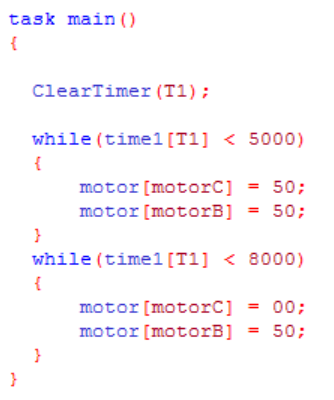 task main()
{
ClearTimer(T1);
while(time1[T1] < 5000)
{
motor[motorC] = 50;
motor[motorB] = 50;
}
while(time1[T1] < 8000)
{
motor[motorC] = 00;
motor[motorB] = 50;
}
}